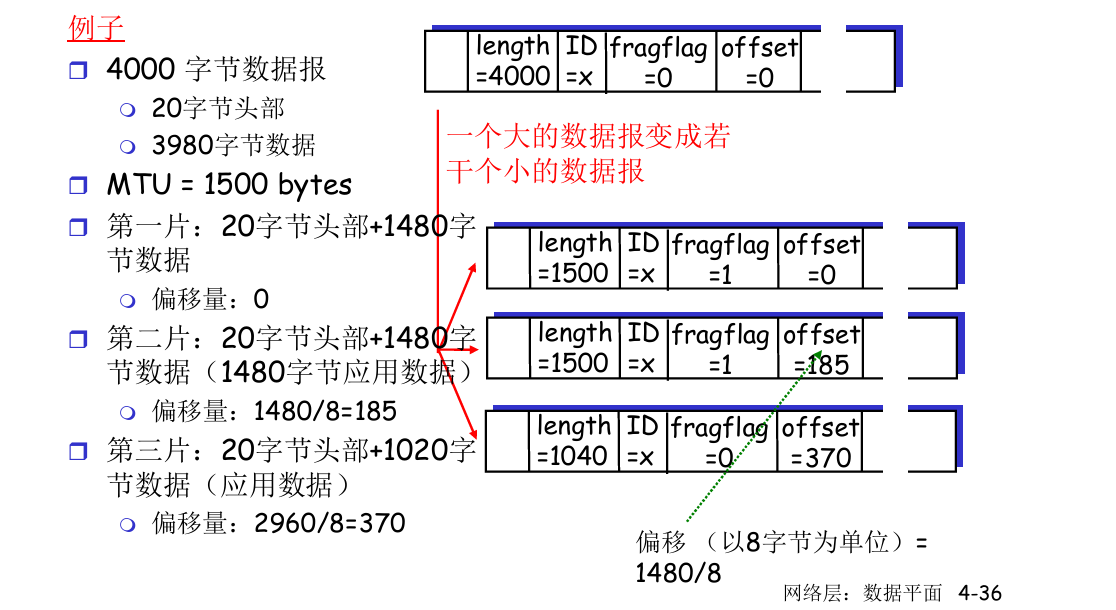 例子
❒ 4000 字节数据报
❍ 20字节头部
❍ 3980字节数据
❒ MTU = 1500 bytes
❒ 第一片：20字节头部+1480字
节数据
❍ 偏移量：0
❒ 第二片：20字节头部+1480字
节数据（1480字节应用数据）
❍ 偏移量：1480/8=185
❒ 第三片：20字节头部+1020字
节数据（应用数据）
❍ 偏移量：2960/8=370
length ID fragflag offset
=4000 =x =0 =0
一个大的数据报变成若
干个小的数据报
length ID fragflag offset
=1500 =x =1 =0
length ID fragflag offset
=1500 =x =1 =185
length ID fragflag offset
=1040 =x =0 =370
偏移 （以8字节为单位）=
1480/8
网络层：数据平面 4-36